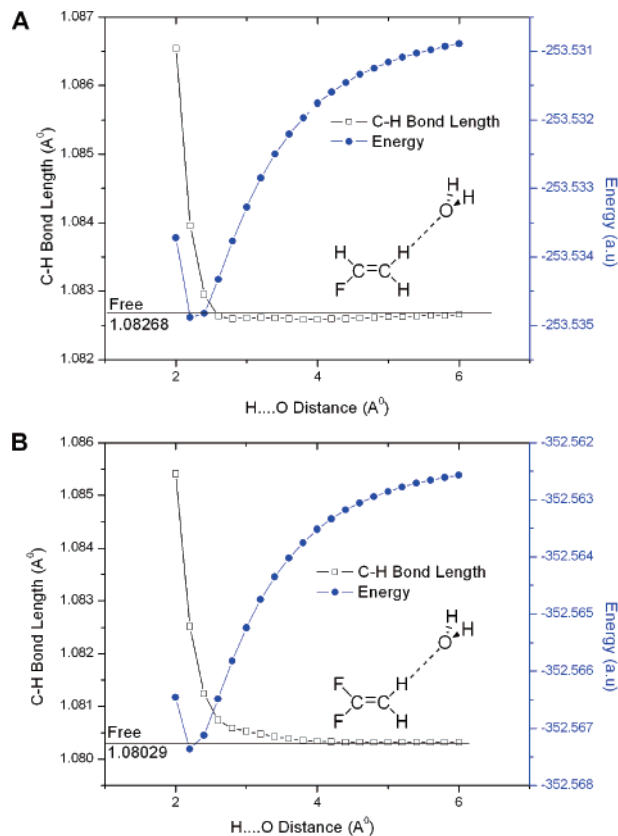 A
1.087
1.086
1.085
1.084
1.083
1.082
C-H Bond Length (A⁰)
-253.531
-253.532
-253.533
-253.534
-253.535
Energy (a.u)
C-H Bond Length
Energy
H
H
O
H
H
C=C
F
H
Free
1.08268
2
4
6
H....O Distance (A⁰)
B
1.086
1.085
1.084
1.083
1.082
1.081
1.080
C-H Bond Length (A⁰)
-352.562
-352.563
-352.564
-352.565
-352.566
-352.567
-352.568
Energy (a.u)
C-H Bond Length
Energy
H
H
O
F
H
C=C
F
H
Free
1.08029
2
4
6
H....O Distance (A⁰)